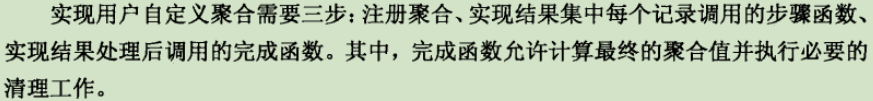 实现用户自定义聚合需要三步：注册聚合、实现结果集中每个记录调用的步骤函数、
实现结果处理后调用的完成函数。其中，完成函数允许计算最终的聚合值并执行必要的
清理工作。